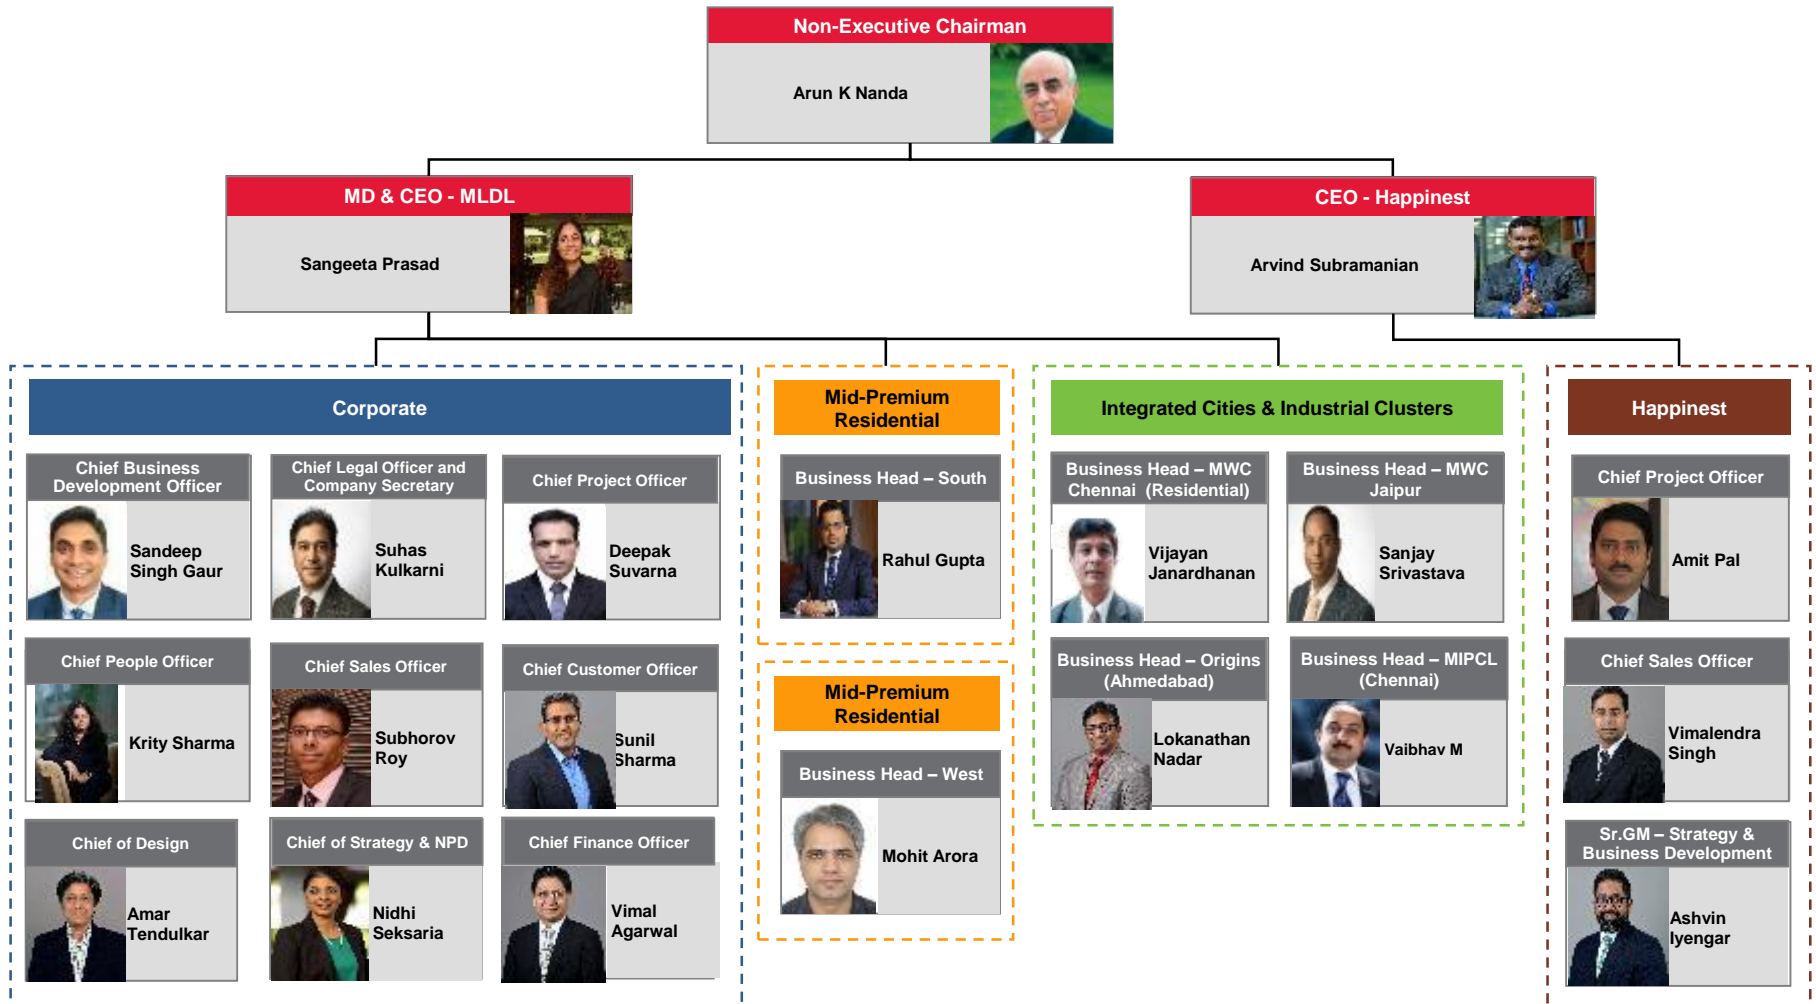 Non-Executive Chairman
Arun K Nanda
MD & CEO - MLDL
Sangeeta Prasad
CEO - Happinest
Arvind Subramanian
Corporate
Chief Business
Development Officer
Sandeep
Singh Gaur
Chief Legal Officer and
Company Secretary
Suhas
Kulkarni
Chief Project Officer
Deepak
Suvarna
Chief People Officer
Krity Sharma
Chief Sales Officer
Subhorov
Roy
Chief Customer Officer
Sunil
Sharma
Chief of Design
Amar
Tendulkar
Chief of Strategy & NPD
Nidhi
Seksaria
Chief Finance Officer
Vimal
Agarwal
Mid-Premium
Residential
Business Head – South
Rahul Gupta
Mid-Premium
Residential
Business Head – West
Mohit Arora
Integrated Cities & Industrial Clusters
Business Head – MWC
Chennai (Residential)
Vijayan
Janardhanan
Business Head – MWC
Jaipur
Sanjay
Srivastava
Business Head – Origins
(Ahmedabad)
Lokanathan
Nadar
Business Head – MIPCL
(Chennai)
Vaibhav M
Happinest
Chief Project Officer
Amit Pal
Chief Sales Officer
Vimalendra
Singh
Sr.GM – Strategy &
Business Development
Ashvin
Iyengar